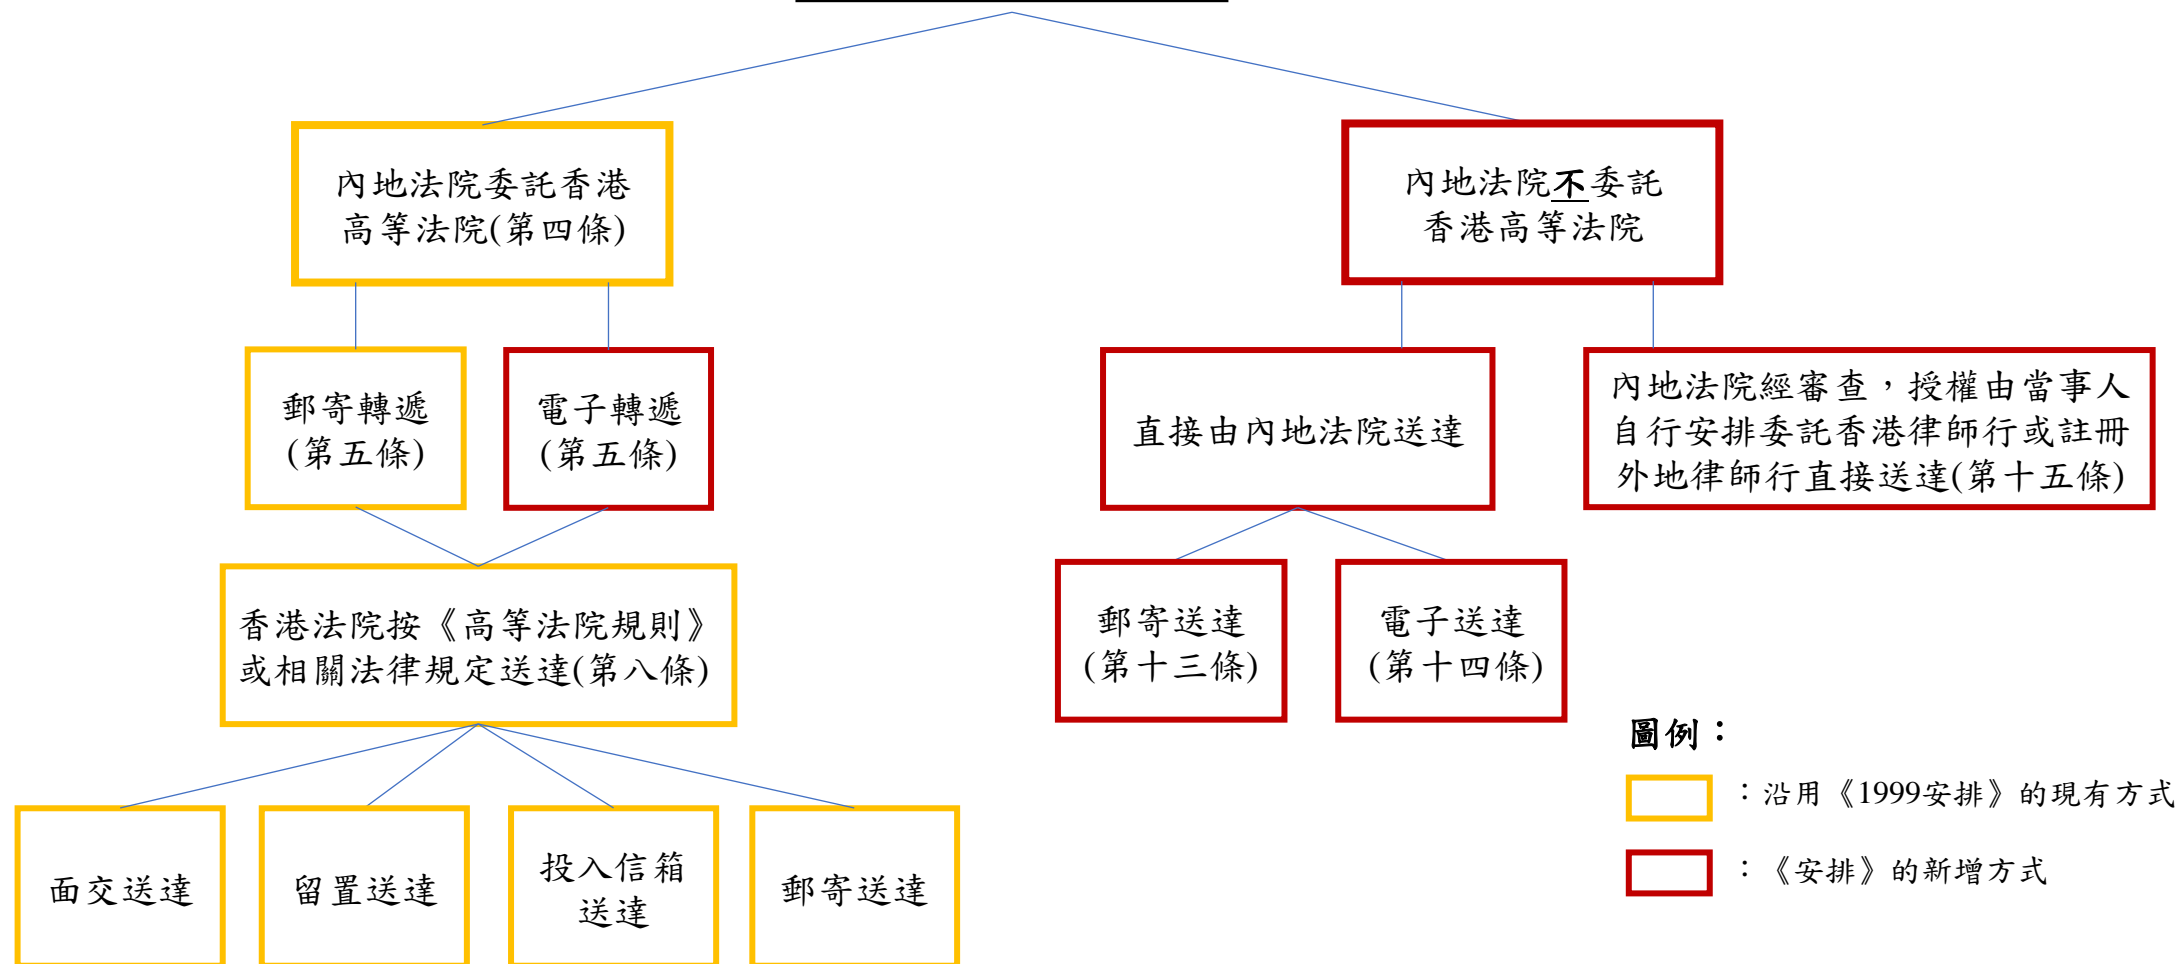 內地法院委託香港
高等法院(第四條)
內地法院不委託
香港高等法院
郵寄轉遞
(第五條)
電子轉遞
(第五條)
直接由內地法院送達
內地法院經審查，授權由當事人
自行安排委託香港律師行或註冊
外地律師行直接送達(第十五條)
香港法院按《高等法院規則》
或相關法律規定送達(第八條)
郵寄送達
(第十三條)
電子送達
(第十四條)
面交送達
留置送達
投入信箱
送達
郵寄送達
圖例：
：沿用《1999安排》的現有方式
：《安排》的新增方式